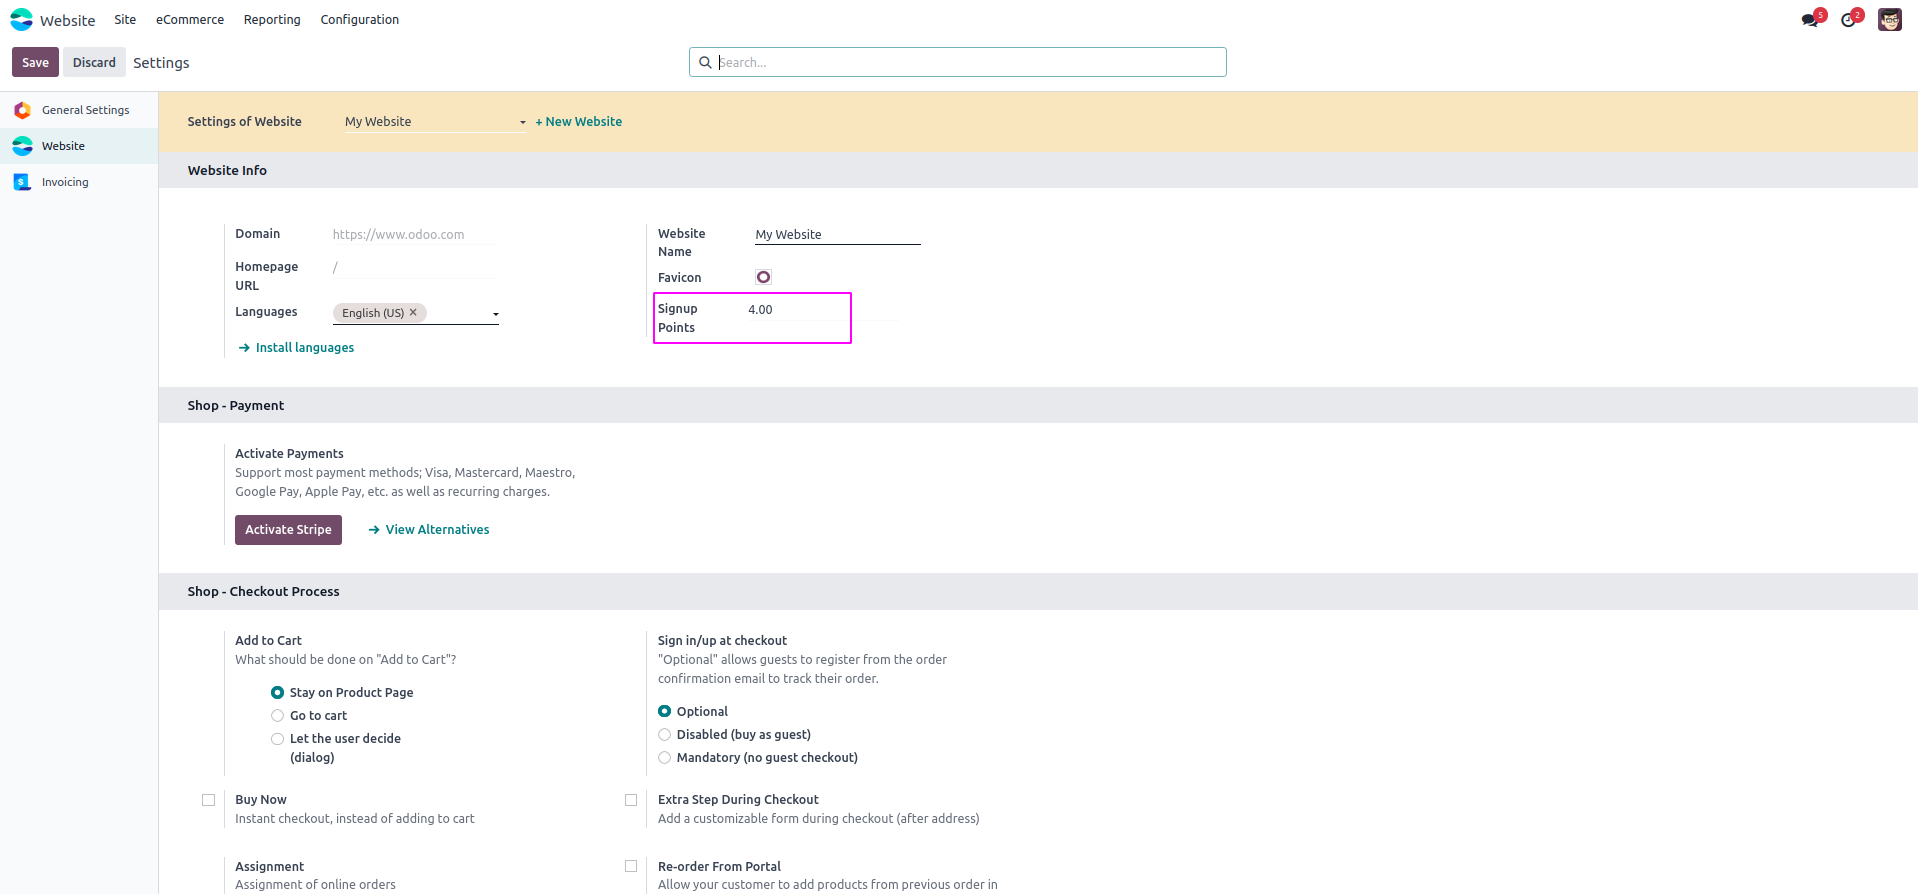 Website Site eCommerce Reporting Configuration 5 2
Save Discard Settings Search...
General Settings
Website
Invoicing
Settings of Website My Website + New Website
Website Info
Domain https://www.odoo.com
Homepage /
URL
Languages English (US) ×
Install languages
Website My Website
Name
Favicon
Signup 4.00
Points
Shop - Payment
Activate Payments
Support most payment methods; Visa, Mastercard, Maestro,
Google Pay, Apple Pay, etc. as well as recurring charges.
Activate Stripe View Alternatives
Shop - Checkout Process
Add to Cart
What should be done on "Add to Cart"?
Stay on Product Page
Go to cart
Let the user decide
(dialog)
Sign in/up at checkout
"Optional" allows guests to register from the order
confirmation email to track their order.
Optional
Disabled (buy as guest)
Mandatory (no guest checkout)
Buy Now
Instant checkout, instead of adding to cart
Extra Step During Checkout
Add a customizable form during checkout (after address)
Assignment
Assignment of online orders
Re-order From Portal
Allow your customer to add products from previous order in